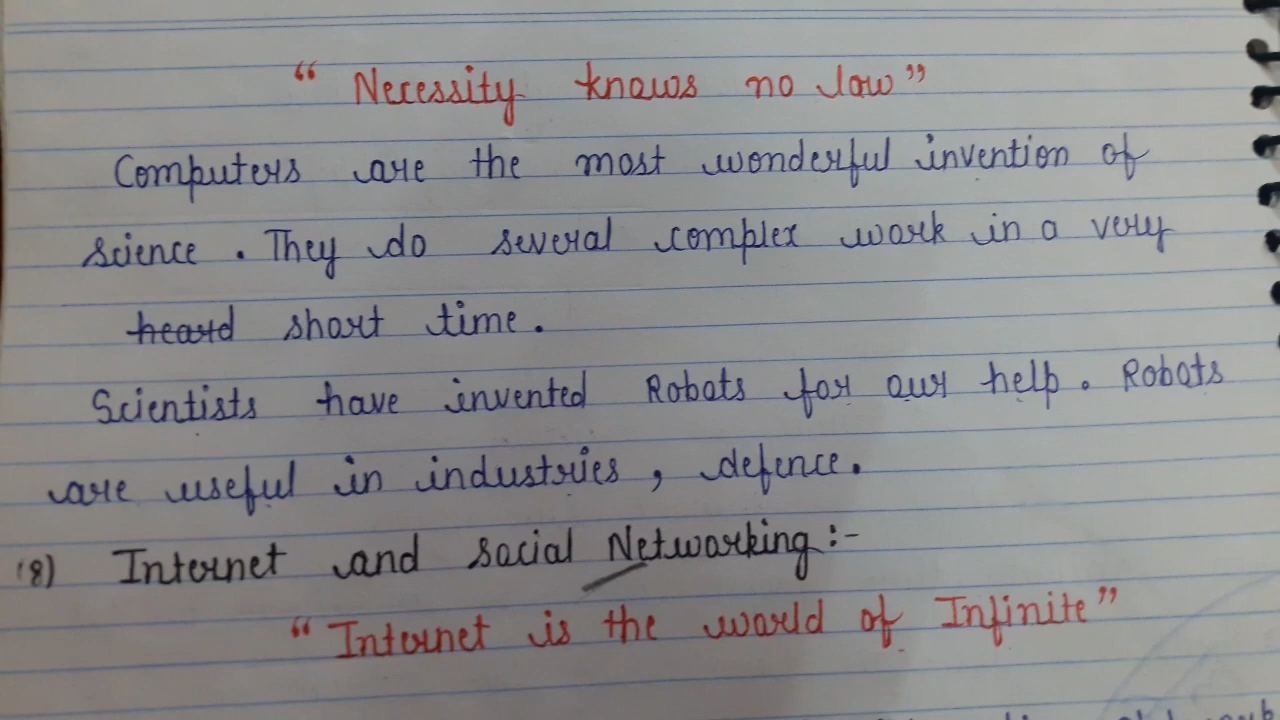 “ Necessity knows no low ”
Computers are the most wonderful invention of
science . They do several complex work in a very
heard short time .
Scientists have invented Robots for our help . Robots
are useful in industries , defence .
(8) Internet and social Networking :-
“ Internet is the world of Infinite ”